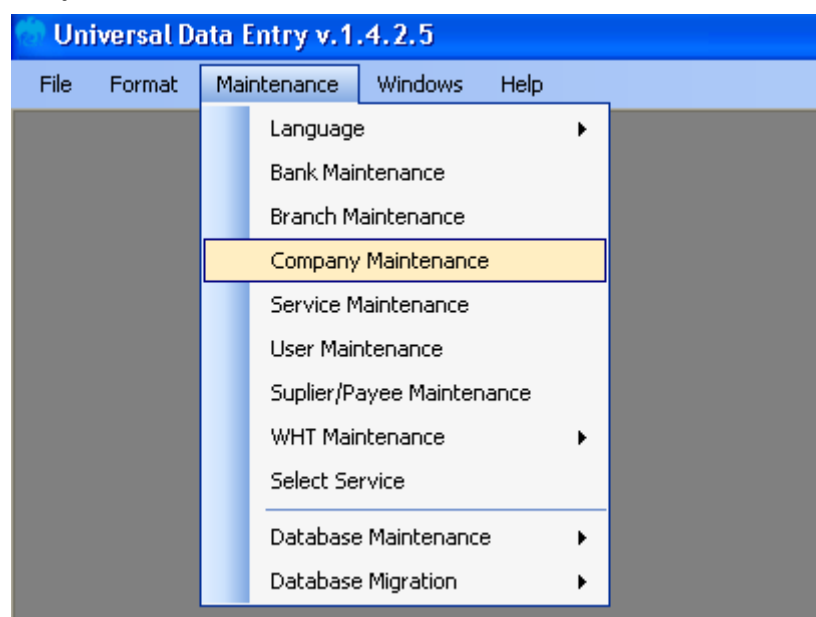 Universal Data Entry v.1.4.2.5
File Format Maintenance Windows Help
Language
Bank Maintenance
Branch Maintenance
Company Maintenance
Service Maintenance
User Maintenance
Suplier/Payee Maintenance
WHT Maintenance
Select Service
Database Maintenance
Database Migration